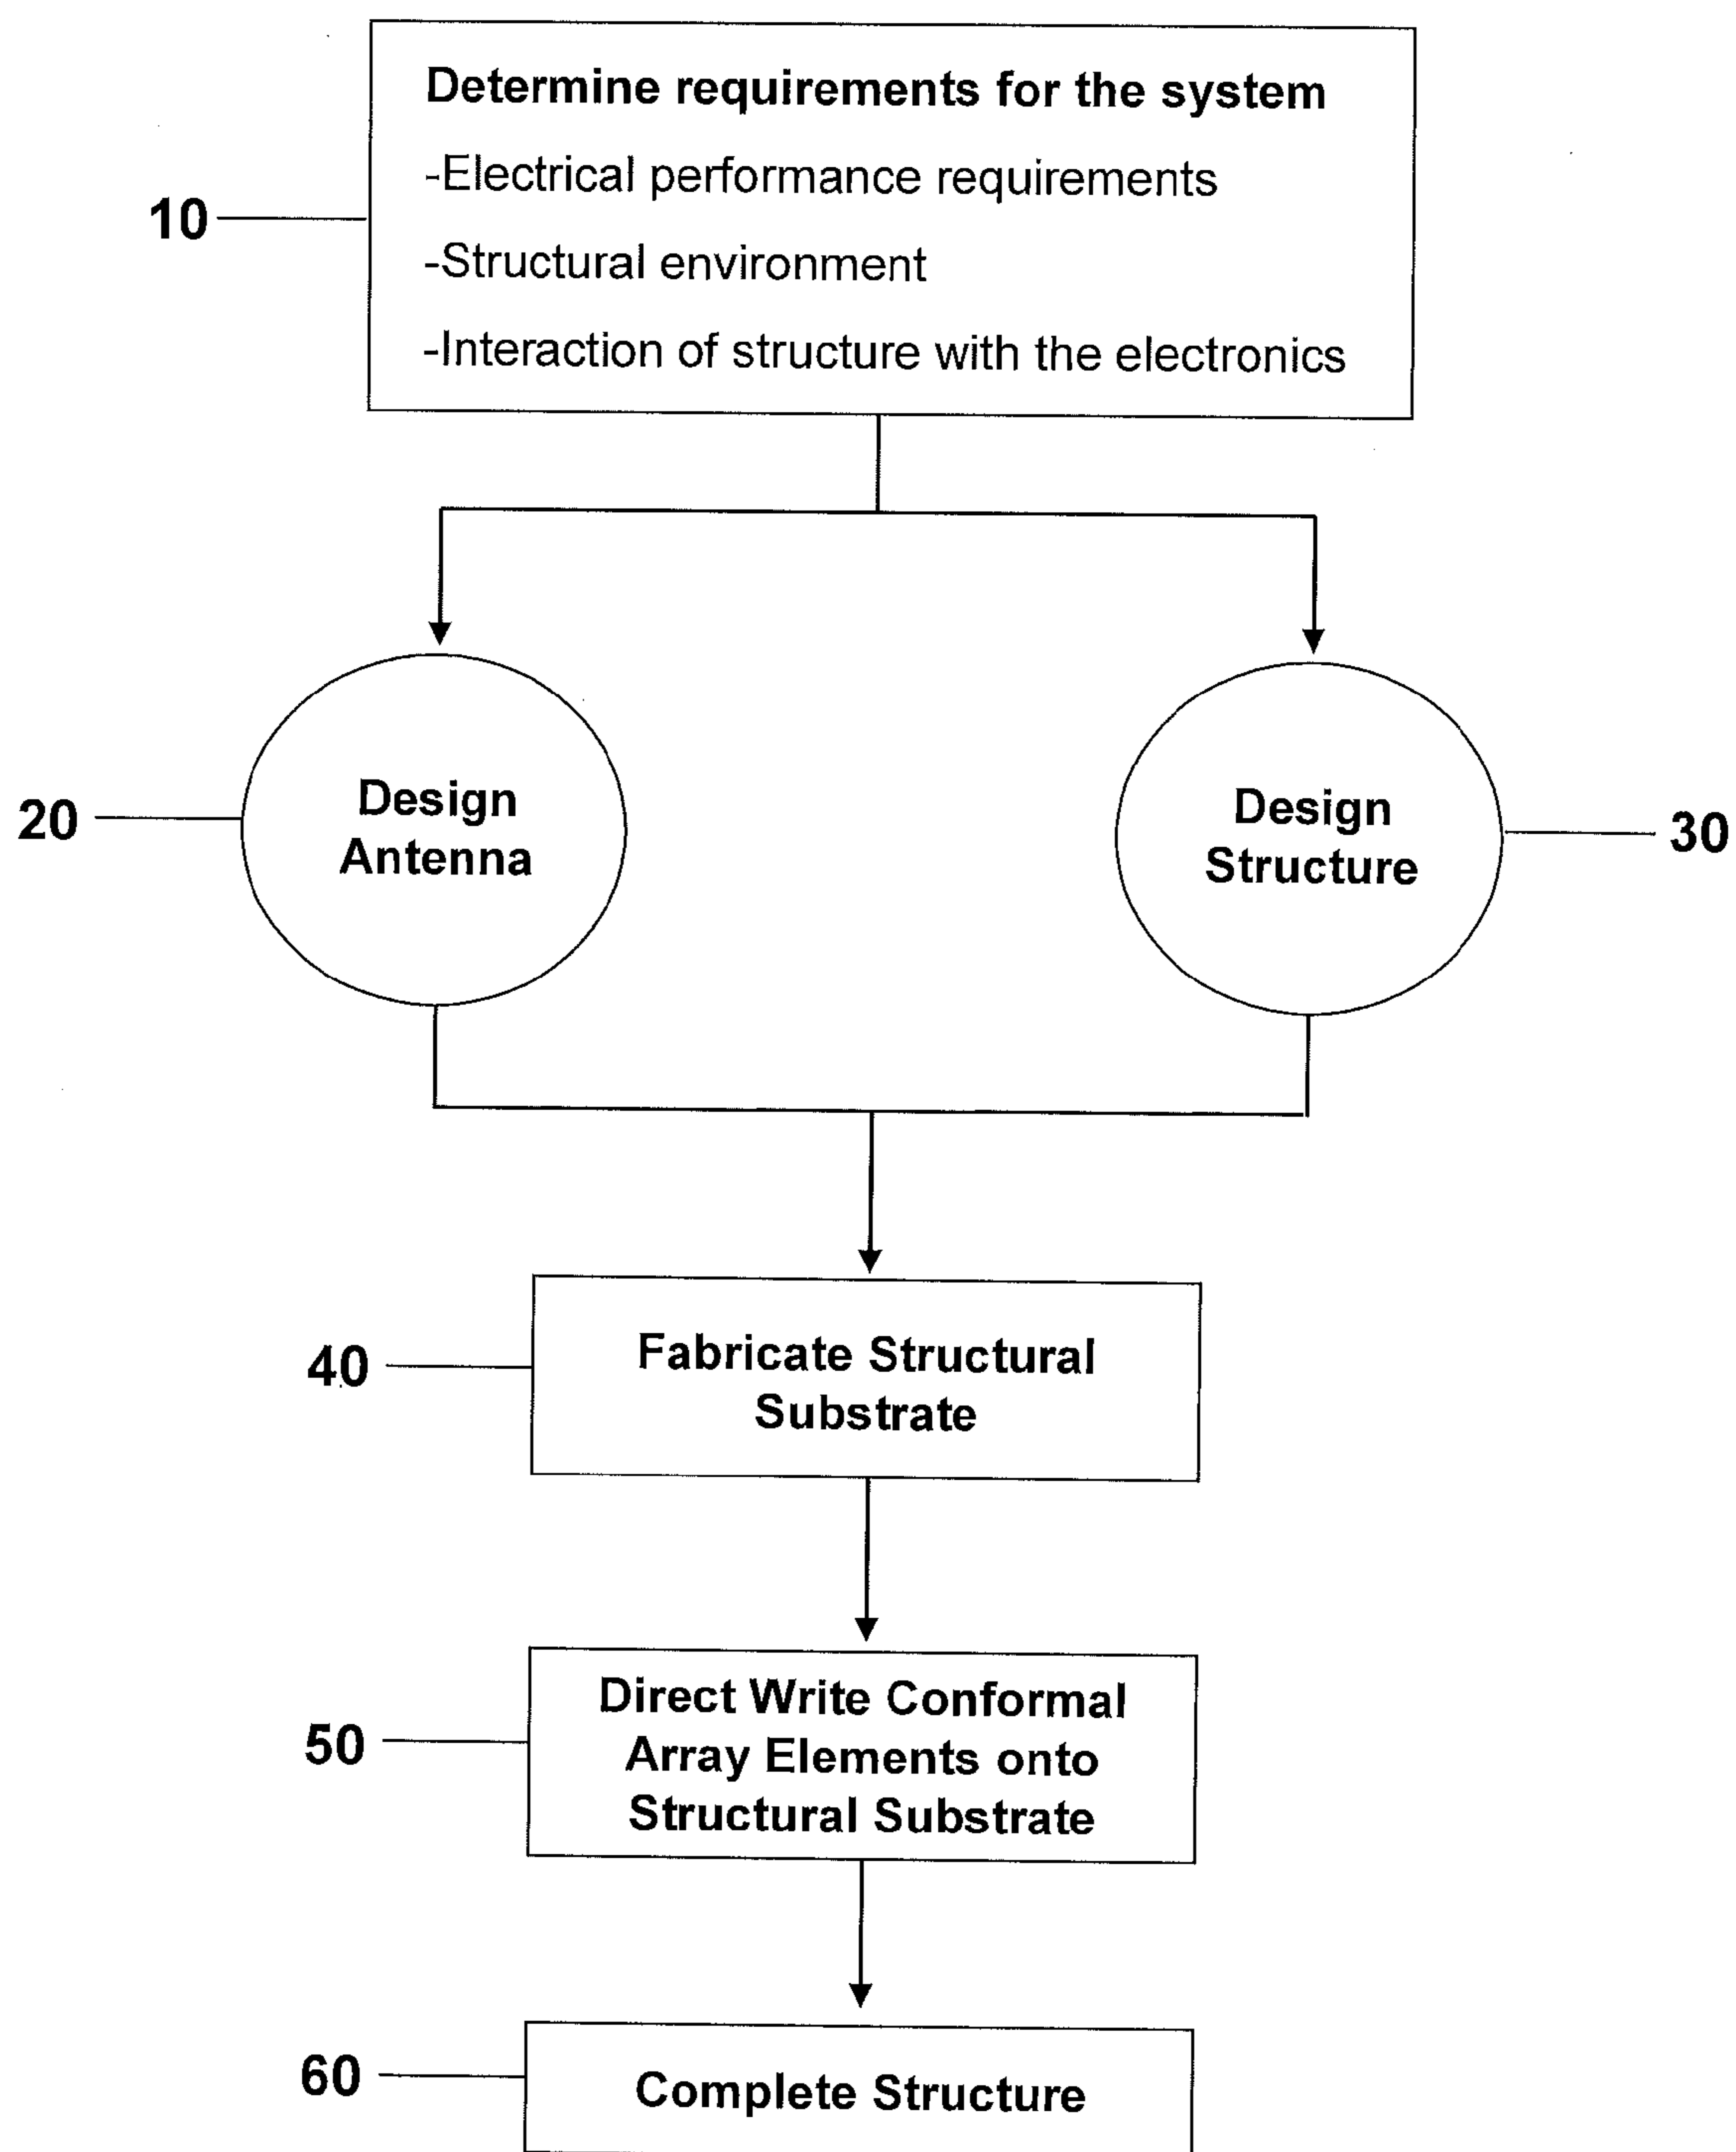 Determine requirements for the system
-Electrical performance requirements
10
-Structural environment
-Interaction of structure with the electronics
20
Design
Antenna
Design
Structure
30
40
Fabricate Structural
Substrate
50
Direct Write Conformal
Array Elements onto
Structural Substrate
60
Complete Structure